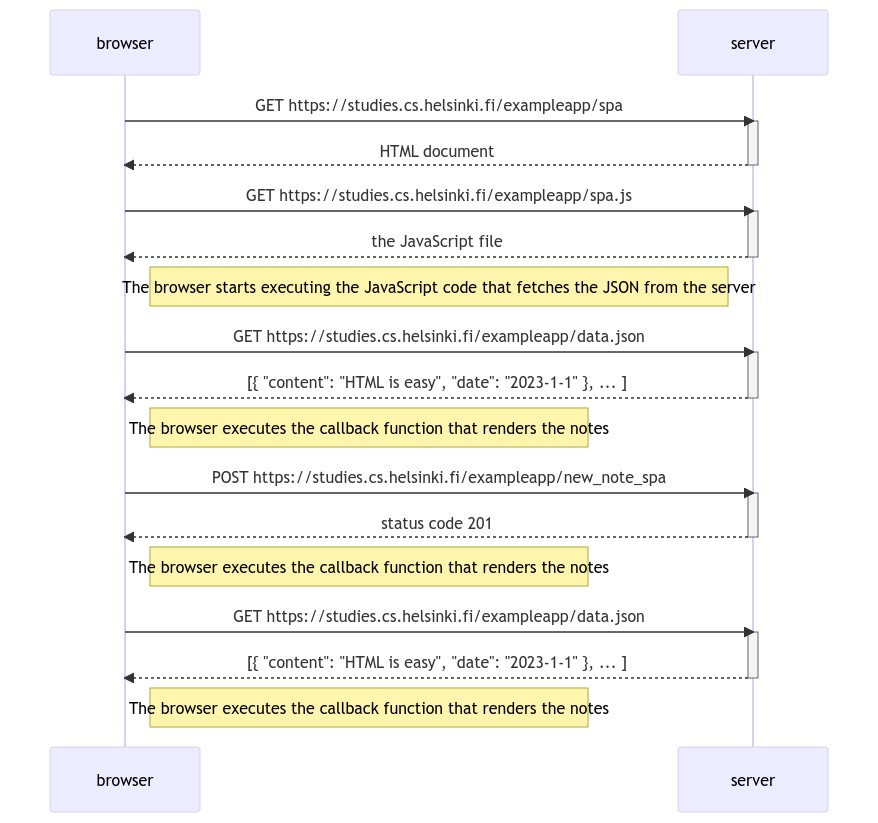 browser server
GET https://studies.cs.helsinki.fi/exampleapp/spa
HTML document
GET https://studies.cs.helsinki.fi/exampleapp/spa.js
the JavaScript file
The browser starts executing the JavaScript code that fetches the JSON from the server
GET https://studies.cs.helsinki.fi/exampleapp/data.json
[{ "content": "HTML is easy", "date": "2023-1-1" }, ... ]
The browser executes the callback function that renders the notes
POST https://studies.cs.helsinki.fi/exampleapp/new_note_spa
status code 201
The browser executes the callback function that renders the notes
GET https://studies.cs.helsinki.fi/exampleapp/data.json
[{ "content": "HTML is easy", "date": "2023-1-1" }, ... ]
The browser executes the callback function that renders the notes
browser server